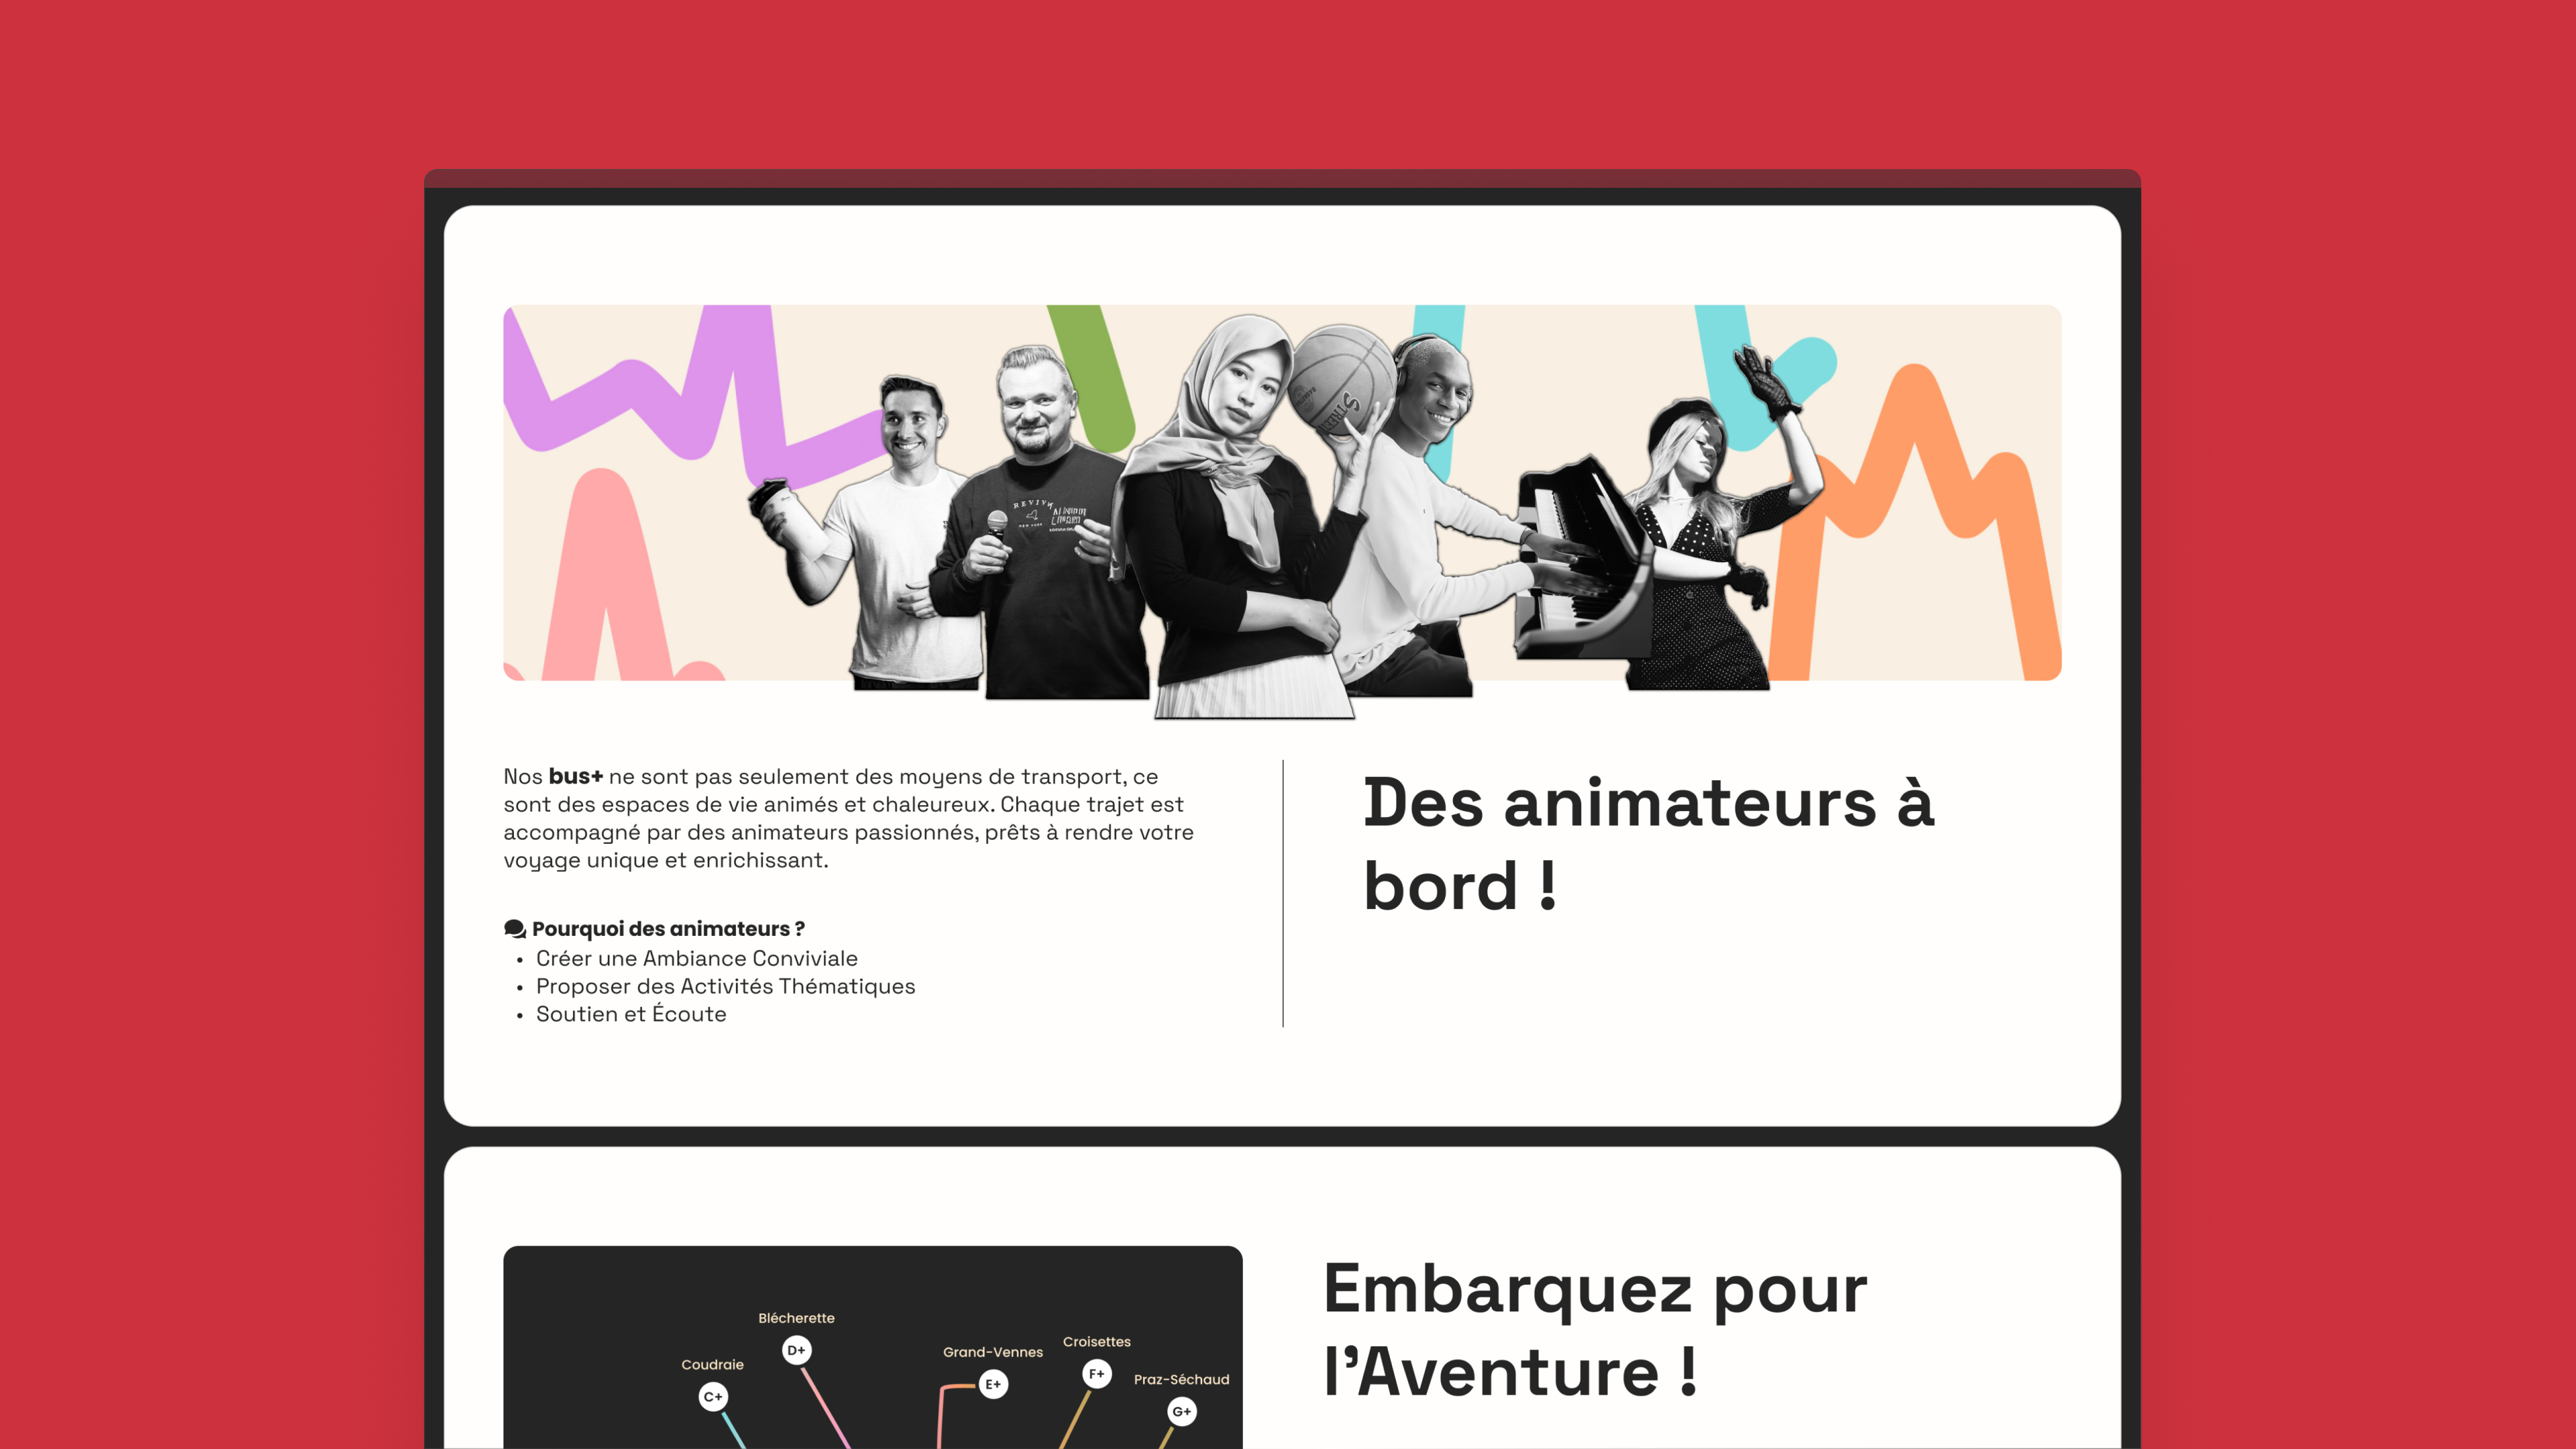 REVIVE
NEW YORK
Nos bus+ ne sont pas seulement des moyens de transport, ce
sont des espaces de vie animés et chaleureux. Chaque trajet est
accompagné par des animateurs passionnés, prêts à rendre votre
voyage unique et enrichissant.
Pourquoi des animateurs ?
• Créer une Ambiance Conviviale
• Proposer des Activités Thématiques
• Soutien et Écoute
Des animateurs à
bord !
Embarquez pour
l'Aventure !
Blécherette
D+
Coudraie
C+
Grand-Vennes
E+
Croisettes
F+
Praz-Séchaud
G+